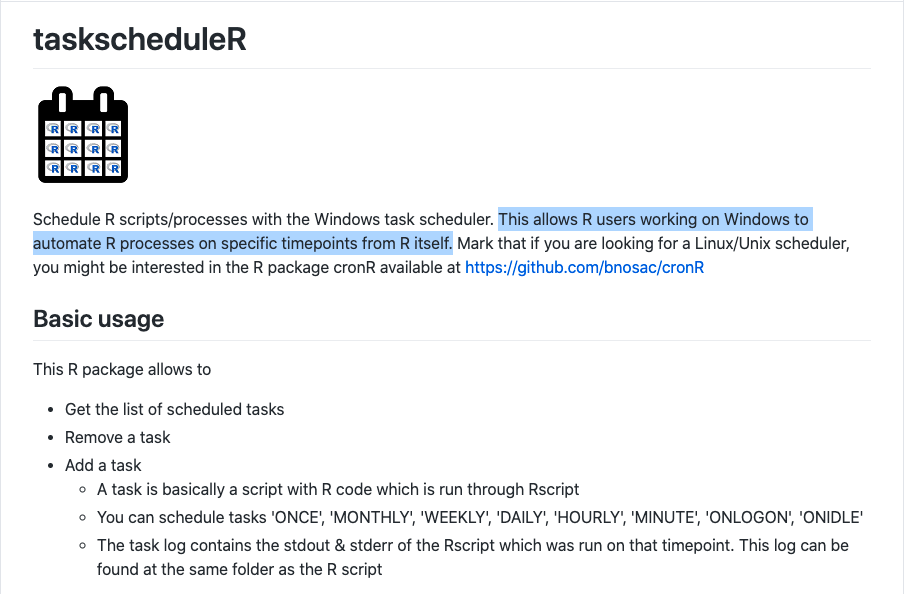 taskscheduleR
R R R R
R R R R
R R R R
Schedule R scripts/processes with the Windows task scheduler. This allows R users working on Windows to
automate R processes on specific timepoints from R itself. Mark that if you are looking for a Linux/Unix scheduler,
you might be interested in the R package cronR available at https://github.com/bnosac/cronR
Basic usage
This R package allows to
• Get the list of scheduled tasks
• Remove a task
• Add a task
◦ A task is basically a script with R code which is run through Rscript
◦ You can schedule tasks 'ONCE', 'MONTHLY', 'WEEKLY', 'DAILY', 'HOURLY', 'MINUTE', 'ONLOGON', 'ONIDLE'
◦ The task log contains the stdout & stderr of the Rscript which was run on that timepoint. This log can be
found at the same folder as the R script